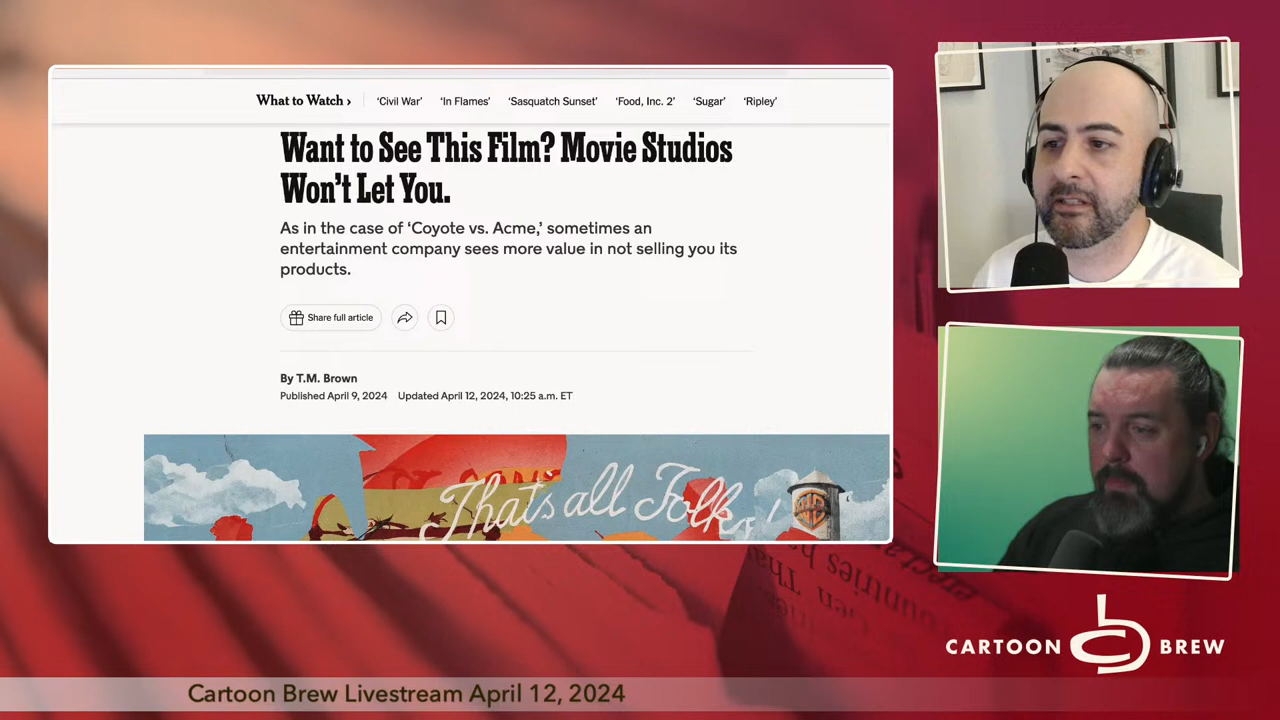 What to Watch › 'Civil War' 'In Flames' 'Sasquatch Sunset' 'Food, Inc. 2' 'Sugar' 'Ripley'
Want to See This Film? Movie Studios
Won't Let You.
As in the case of 'Coyote vs. Acme,' sometimes an
entertainment company sees more value in not selling you its
products.
Share full article
By T.M. Brown
Published April 9, 2024 Updated April 12, 2024, 10:25 a.m. ET
That's all Folks!
WB
CARTOON BREW
Cartoon Brew Livestream April 12, 2024